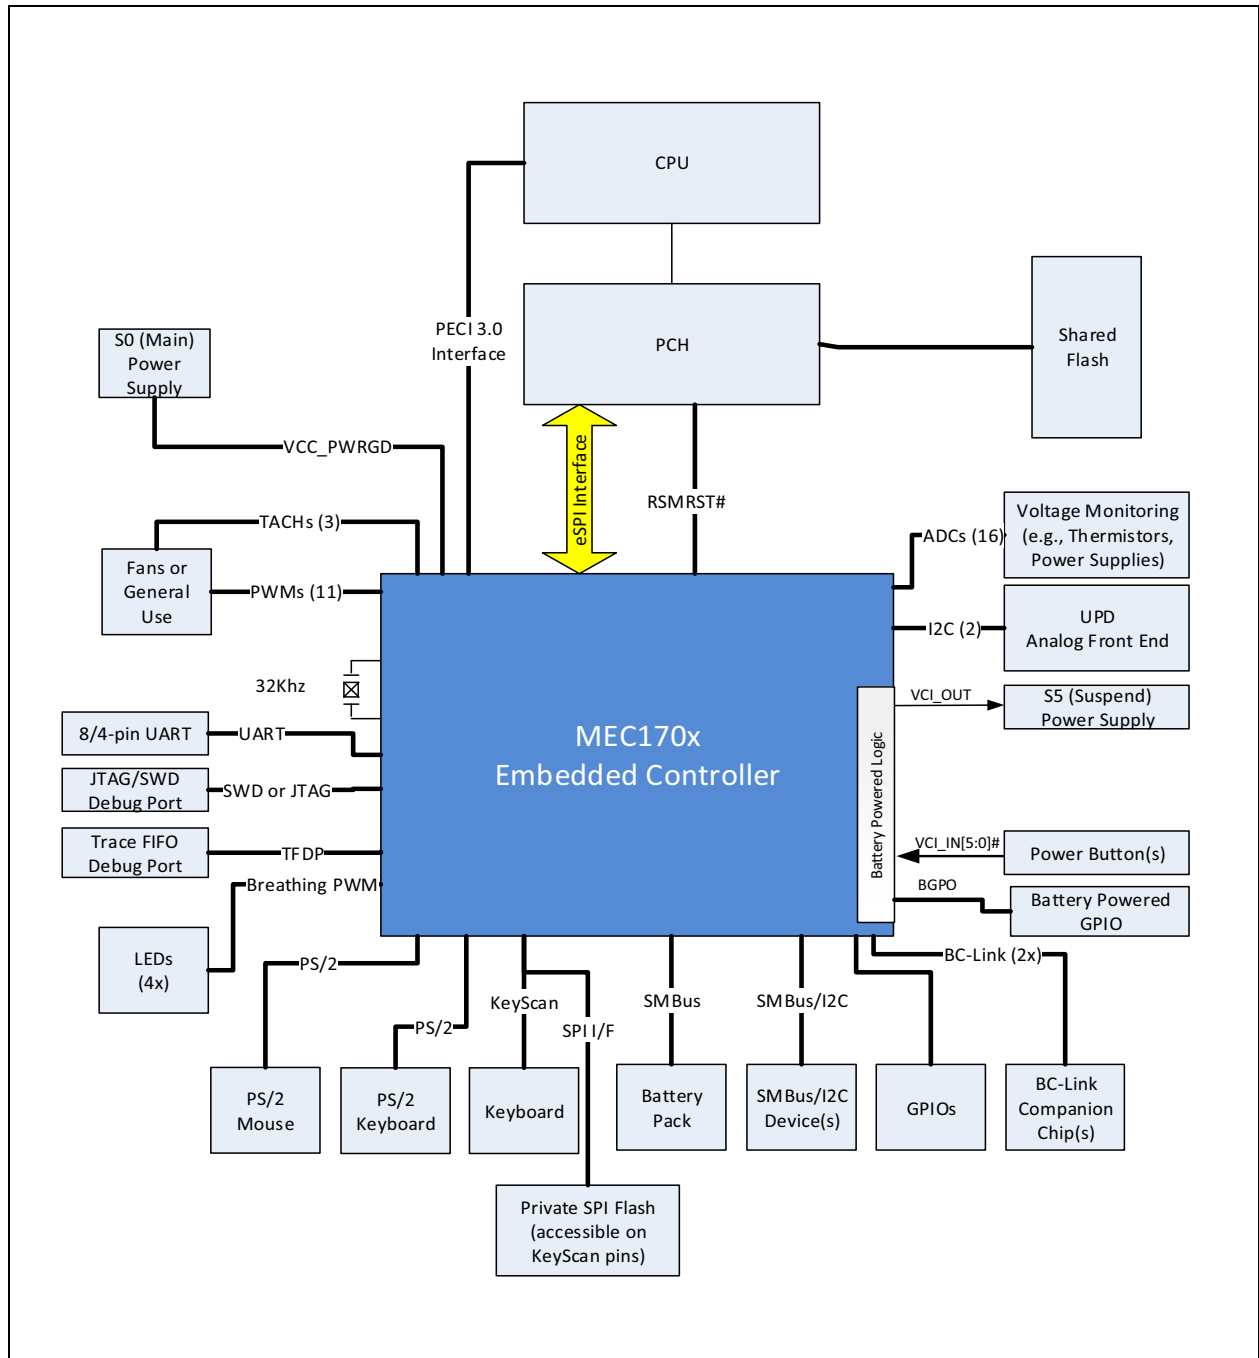 CPU
PECI 3.0
Interface
PCH
Shared
Flash
S0 (Main)
Power
Supply
VCC_PWRGD
eSPI Interface
RSMRST#
TACHs (3)
Fans or
General
Use
PWMs (11)
ADCs (16)
Voltage Monitoring
(e.g., Thermistors,
Power Supplies)
I2C (2)
UPD
Analog Front End
32Khz
VCI_OUT
S5 (Suspend)
Power Supply
8/4-pin UART
UART
MEC170x
Embedded Controller
Battery Powered Logic
JTAG/SWD
Debug Port
SWD or JTAG
Trace FIFO
Debug Port
TFDP
VCI_IN[5:0]#
Power Button(s)
Breathing PWM
BGPO
Battery Powered
GPIO
LEDs
(4x)
PS/2
BC-Link (2x)
KeyScan
SMBus
SMBus/I2C
PS/2
SPI I/F
PS/2
Mouse
PS/2
Keyboard
Keyboard
Battery
Pack
SMBus/I2C
Device(s)
GPIOs
BC-Link
Companion
Chip(s)
Private SPI Flash
(accessible on
KeyScan pins)